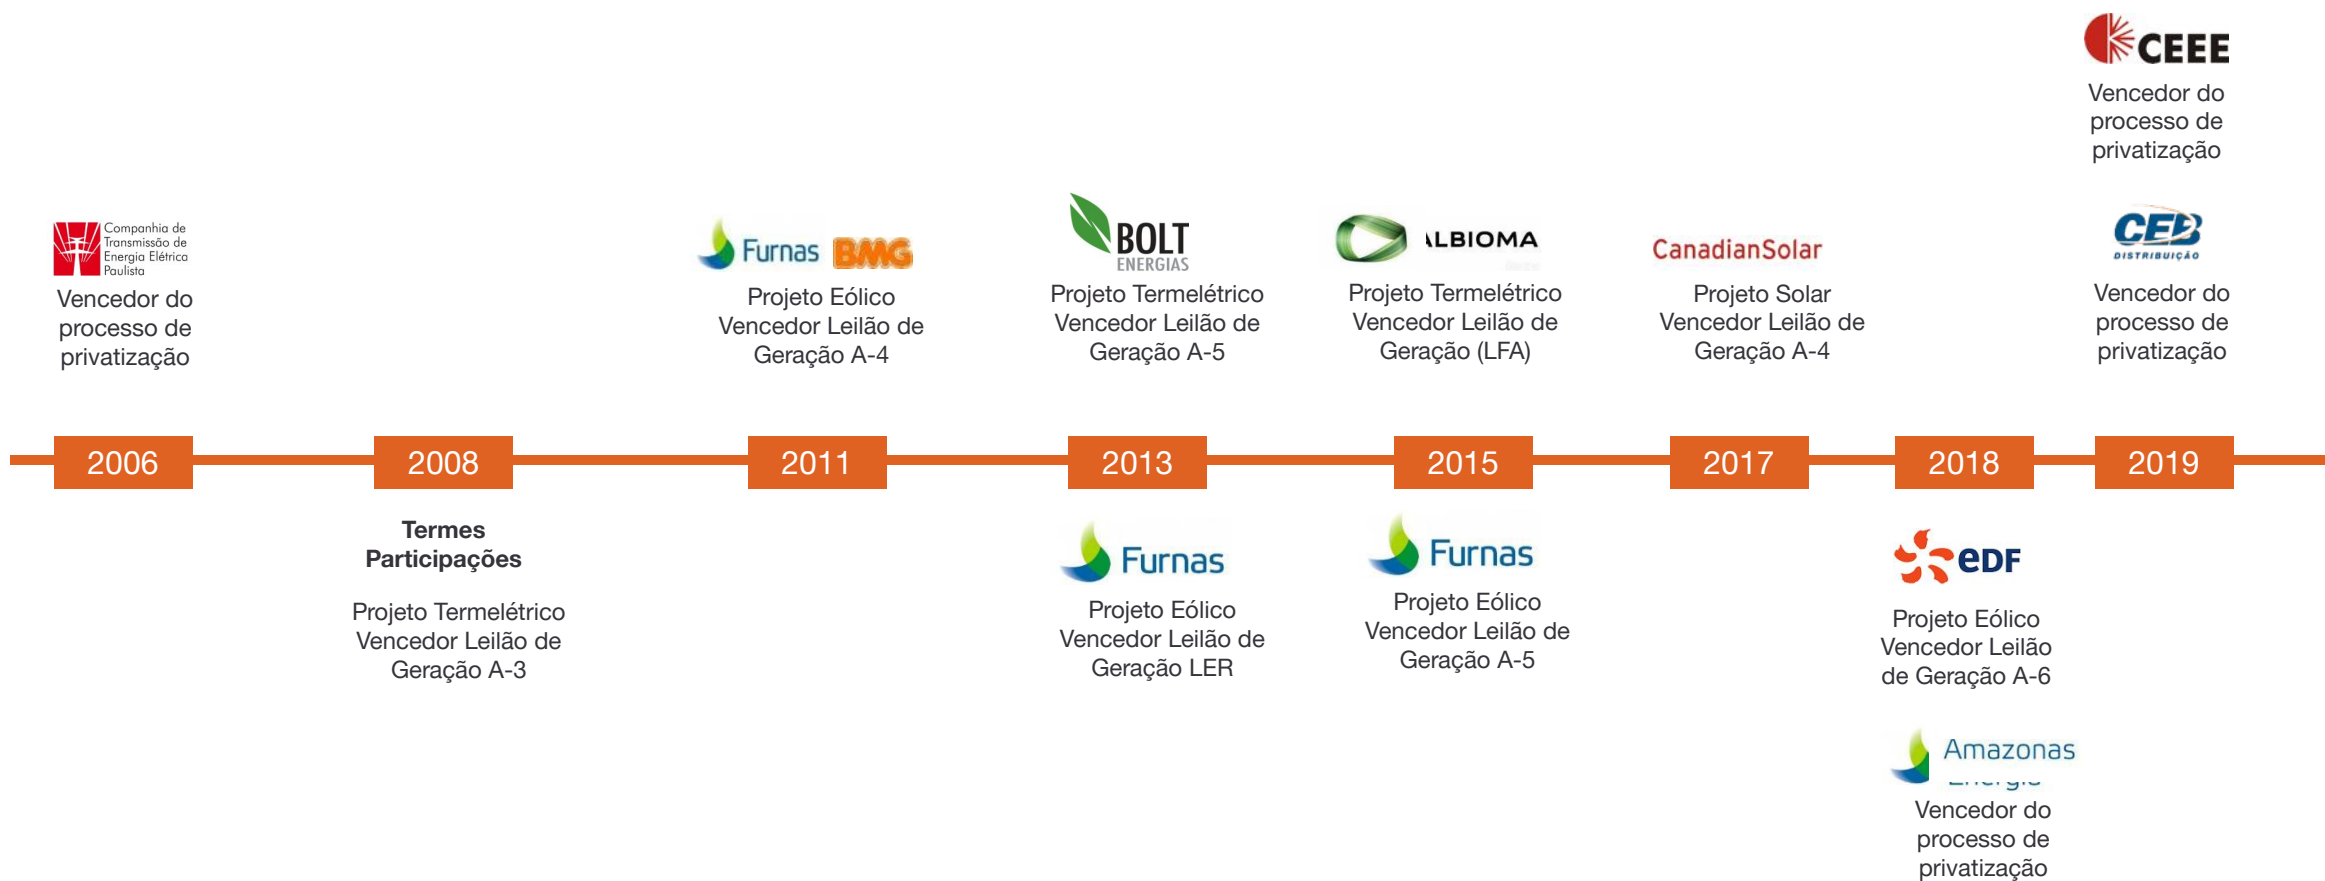 CEEE
Vencedor do
processo de
privatização
Companhia de
Transmissão de
Energia Elétrica
Paulista
Vencedor do
processo de
privatização
Furnas BMG
Projeto Eólico
Vencedor Leilão de
Geração A-4
BOLT
ENERGIAS
Projeto Termelétrico
Vencedor Leilão de
Geração A-5
ALBIOMA
Projeto Termelétrico
Vencedor Leilão de
Geração (LFA)
CanadianSolar
Projeto Solar
Vencedor Leilão de
Geração A-4
CEB
DISTRIBUIÇÃO
Vencedor do
processo de
privatização
2006 2008 2011 2013 2015 2017 2018 2019
Termes
Participações
Projeto Termelétrico
Vencedor Leilão de
Geração A-3
Furnas
Projeto Eólico
Vencedor Leilão de
Geração LER
Furnas
Projeto Eólico
Vencedor Leilão de
Geração A-5
eDF
Projeto Eólico
Vencedor Leilão
de Geração A-6
Amazonas
Energia
Vencedor do
processo de
privatização